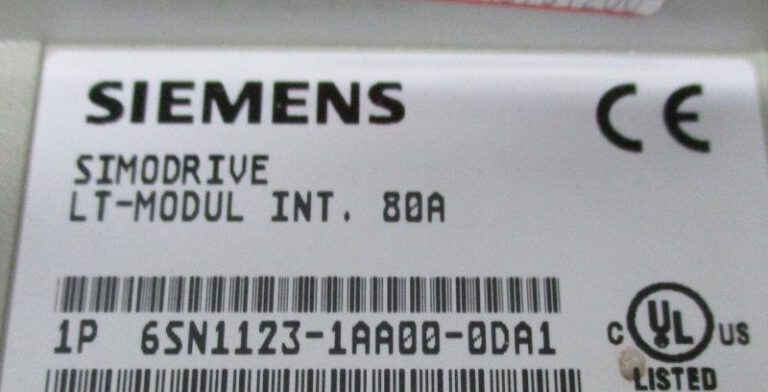 SIEMENS
CE
SIMODRIVE
LT-MODUL INT. 80A
1P 6SN1123-1AA00-0DA1
C UL US
LISTED